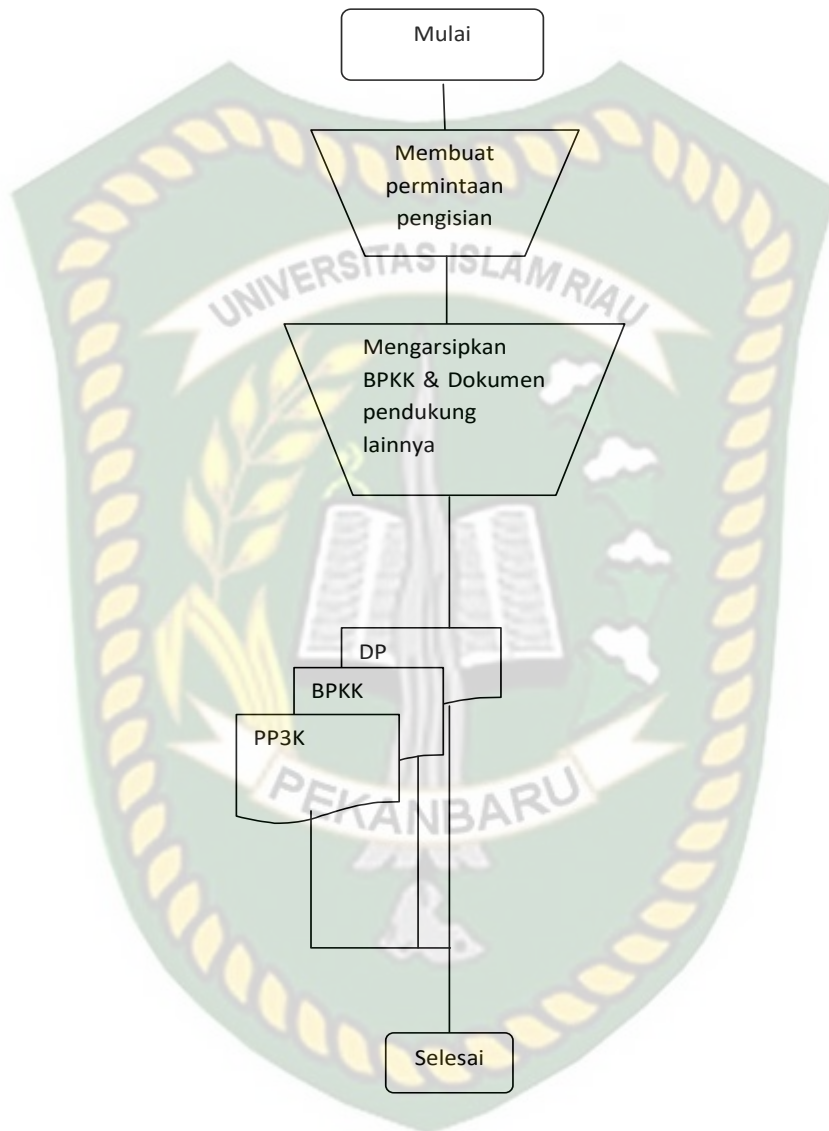 Mulai
Membuat
permintaan
pengisian
UNIVERSITAS ISLAM RIAU
Mengarsipkan
BPKK & Dokumen
pendukung
lainnya
DP
BPKK
PP3K
PEKANBARU
Selesai